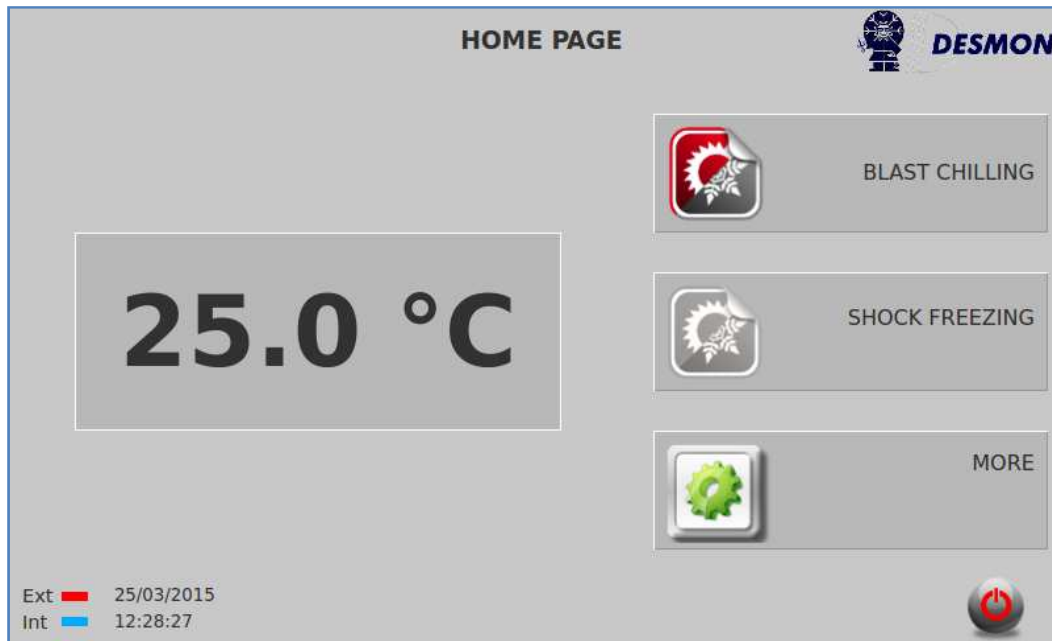 HOME PAGE
DESMON
BLAST CHILLING
25.0 °C
SHOCK FREEZING
MORE
Ext 25/03/2015
Int 12:28:27